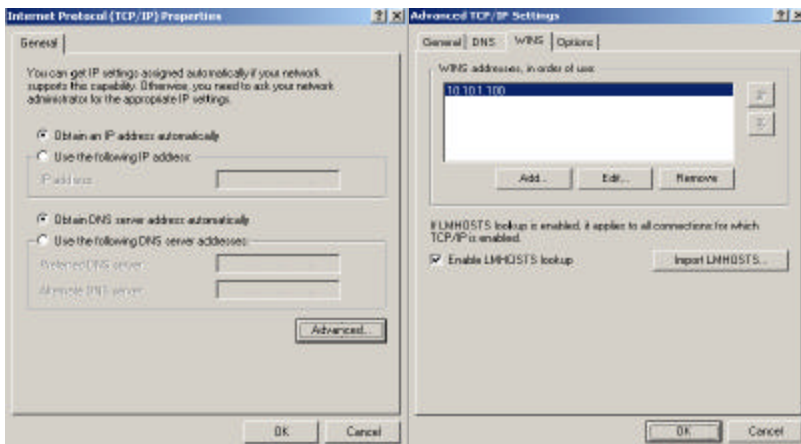 Internet Protocol (TCP/IP) Properties
General
You can get IP settings assigned automatically if your network
supports this capability. Otherwise, you need to ask your network
administrator for the appropriate IP settings.
Obtain an IP address automatically
Use the following IP address:
IP address:
Obtain DNS server address automatically
Use the following DNS server addresses:
Preferred DNS server:
Alternate DNS server:
Advanced...
OK
Cancel
Advanced TCP/IP Settings
General
DNS
WINS
Options
WINS addresses, in order of use:
10.10.1.100
Add...
Edit...
Remove
If LMHOSTS lookup is enabled, it applies to all connections for which
TCP/IP is enabled.
Enable LMHOSTS lookup
Import LMHOSTS...
OK
Cancel